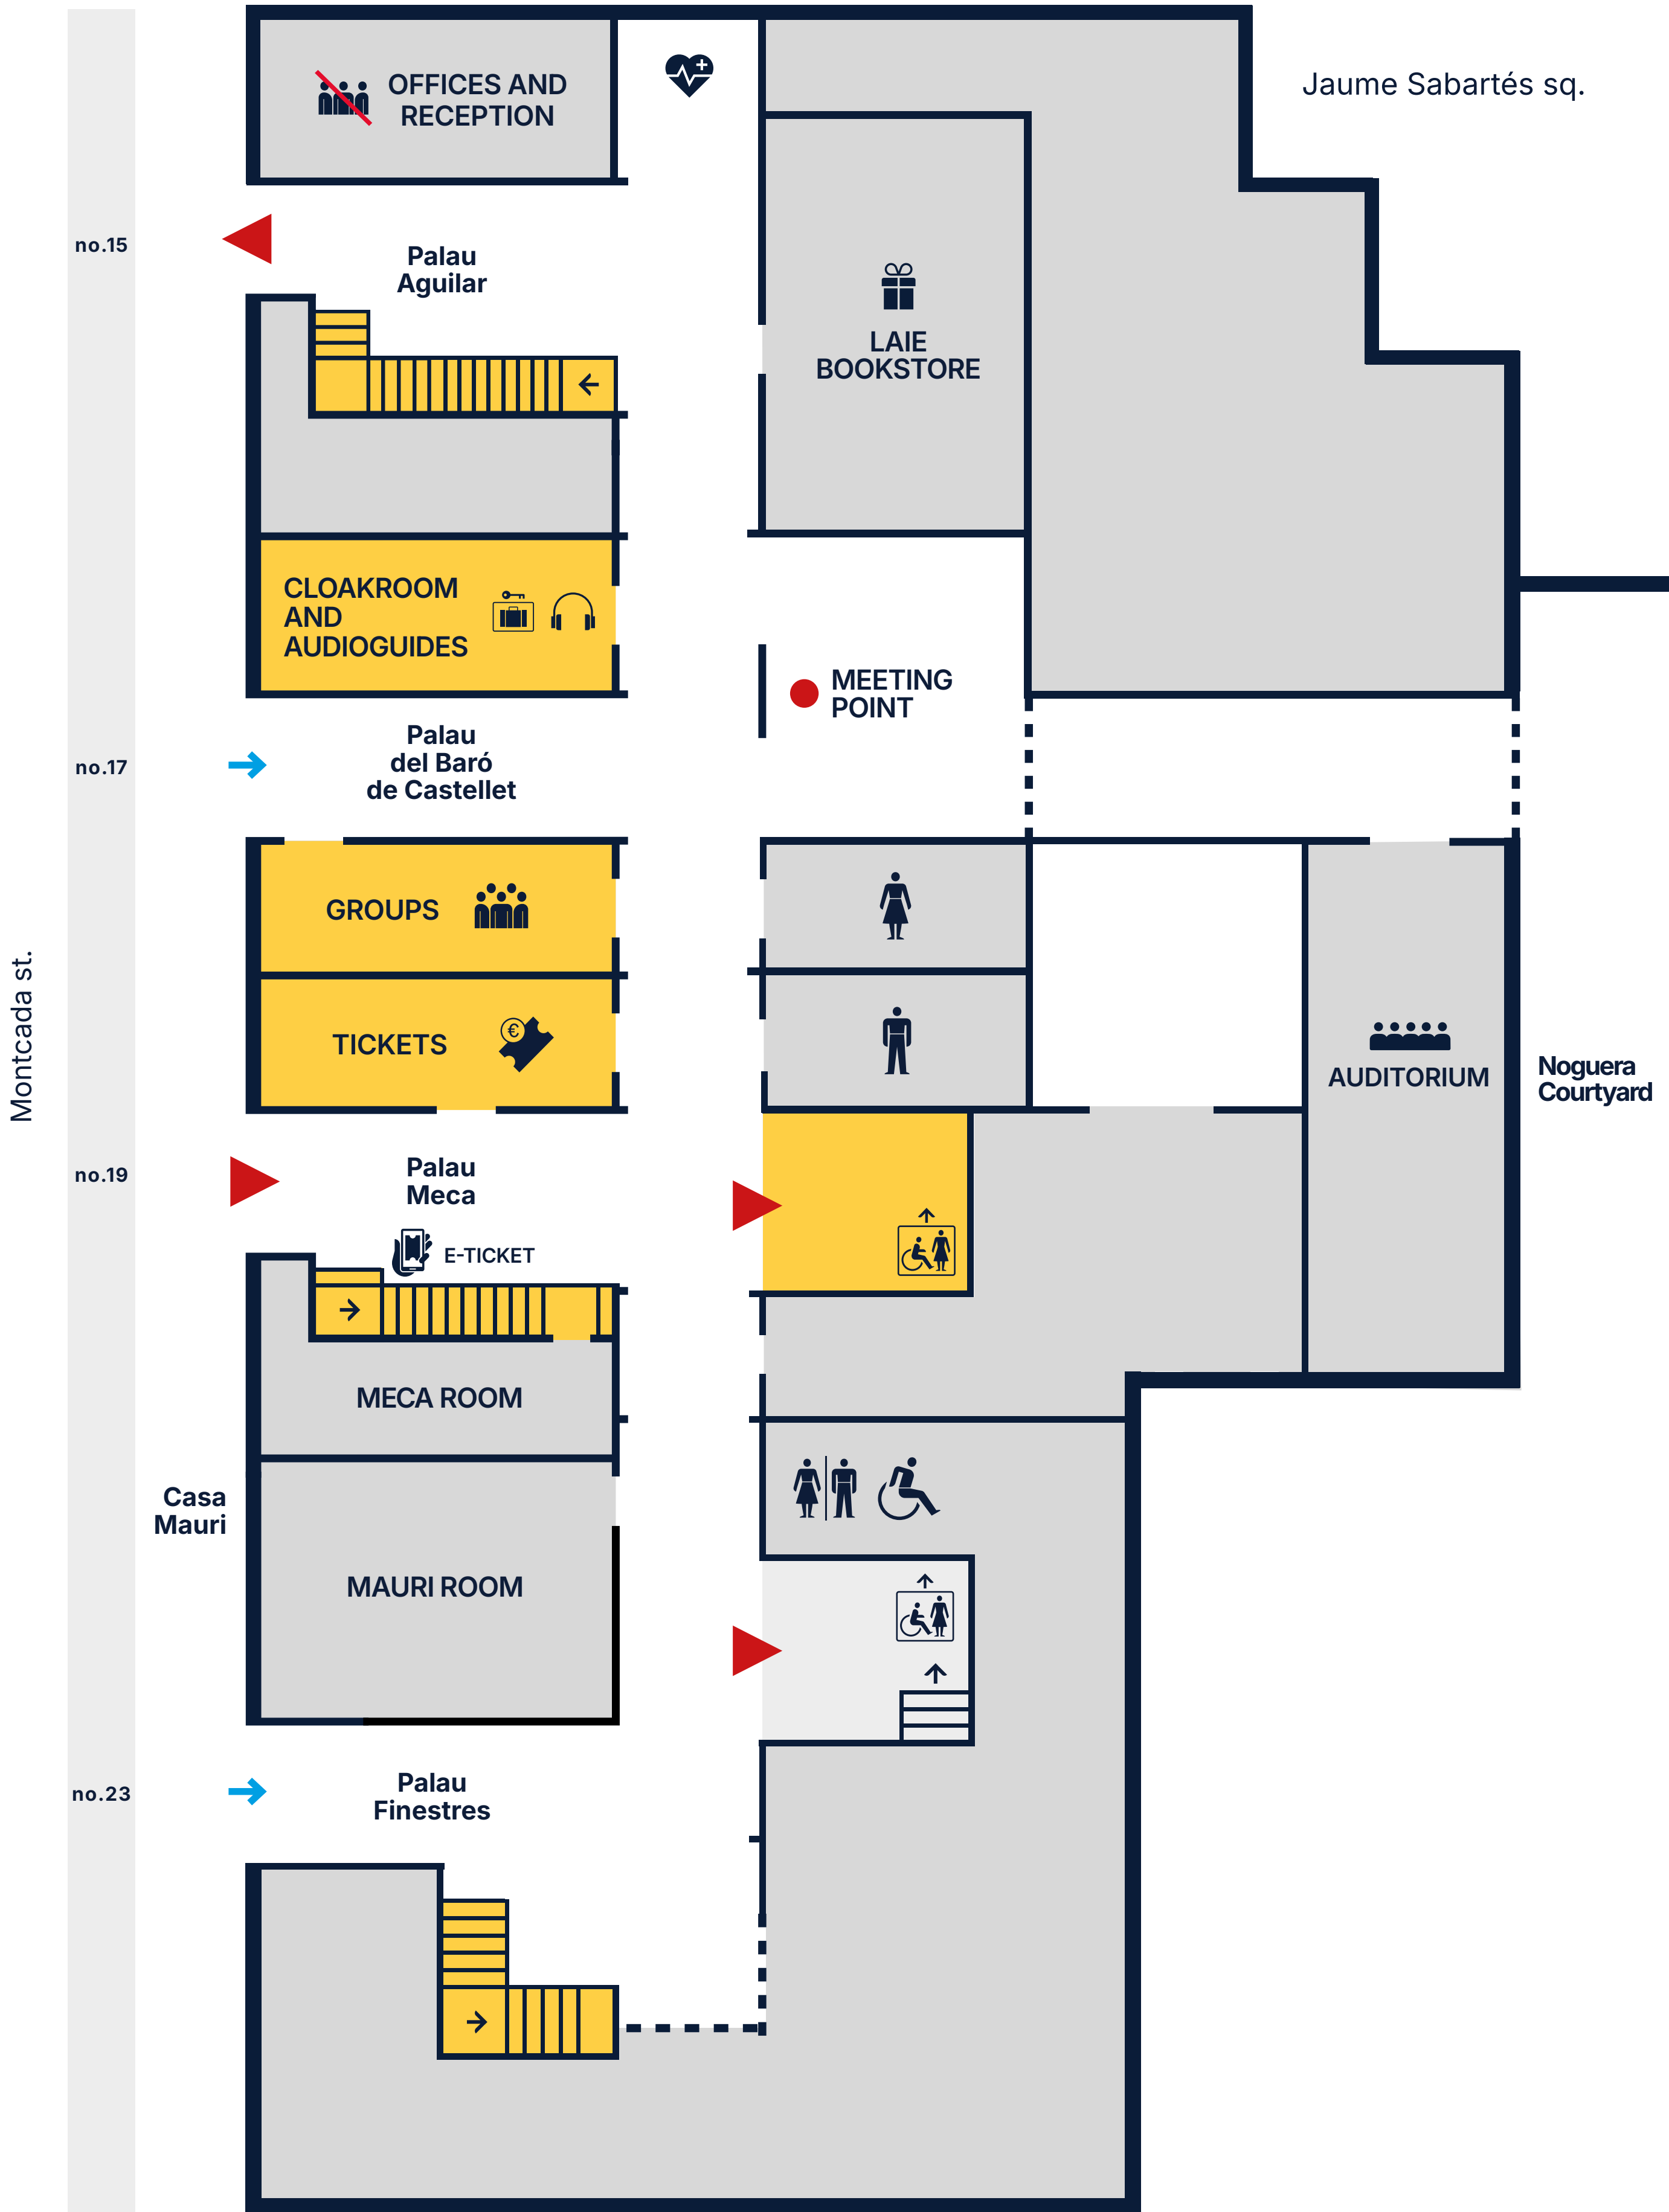 OFFICES AND
RECEPTION
Jaume Sabartés sq.
no.15
Palau
Aguilar
LAIE
BOOKSTORE
CLOAKROOM
AND
AUDIOGUIDES
MEETING
POINT
no.17
Palau
del Baró
de Castellet
GROUPS
TICKETS
€
AUDITORIUM
Noguera
Courtyard
Montcada st.
no.19
Palau
Meca
E-TICKET
MECA ROOM
Casa
Mauri
MAURI ROOM
no.23
Palau
Finestres